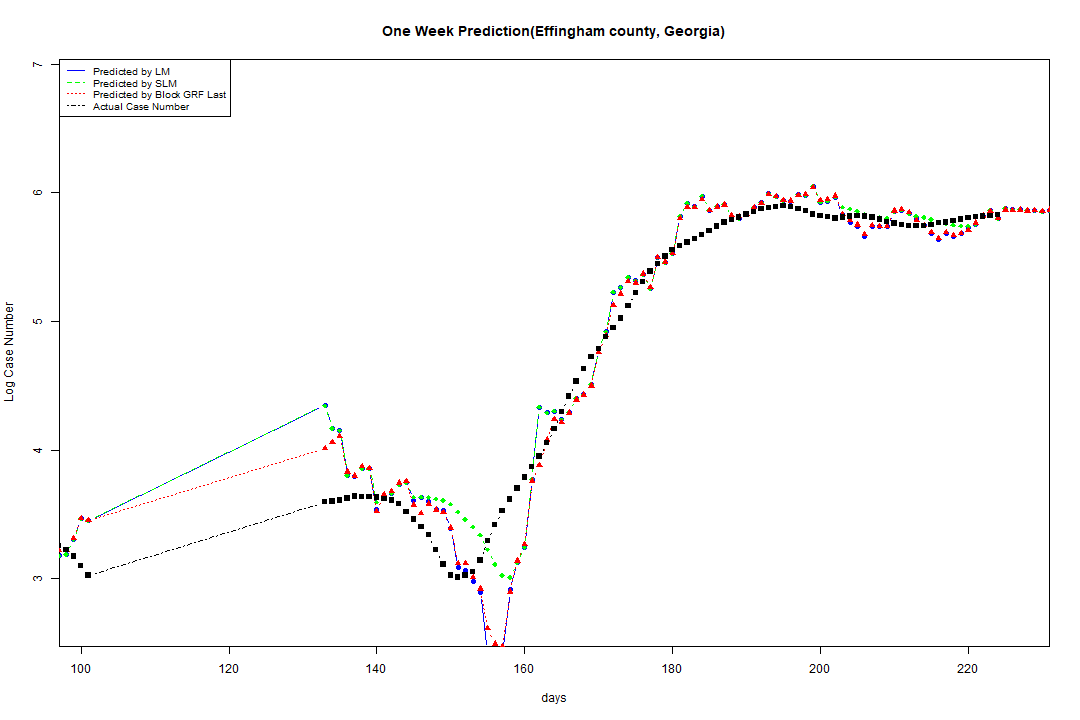 One Week Prediction(Effingham county, Georgia)
7
Predicted by LM
Predicted by SLM
Predicted by Block GRF Last
Actual Case Number
6
5
Log Case Number
4
3
100 120 140 160 180 200 220
days